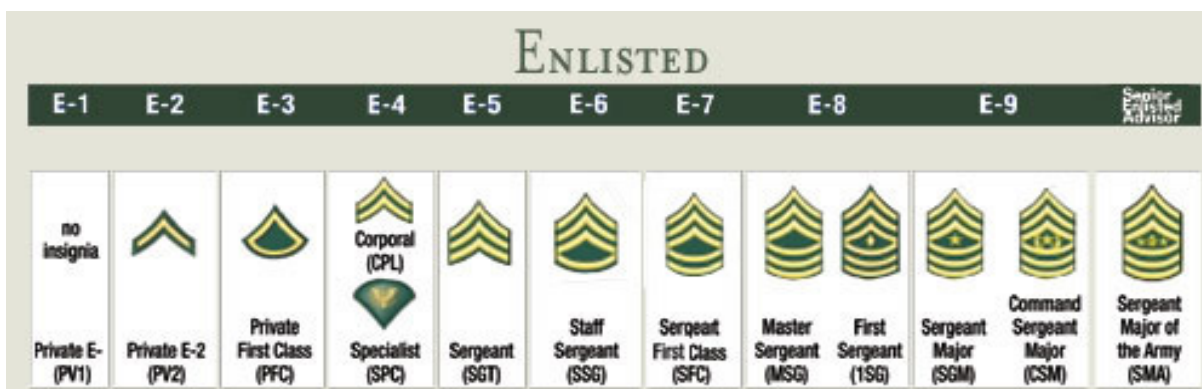 ENLISTED
E-1 E-2 E-3 E-4 E-5 E-6 E-7 E-8 E-9 Senior
Enlisted
Advisor
no
insignia
Private E-
(PV1)
Private E-2
(PV2)
Private
First Class
(PFC)
Corporal
(CPL)
Specialist
(SPC)
Sergeant
(SGT)
Staff
Sergeant
(SSG)
Sergeant
First Class
(SFC)
Master
Sergeant
(MSG)
First
Sergeant
(1SG)
Sergeant
Major
(SGM)
Command
Sergeant
Major
(CSM)
Sergeant
Major of
the Army
(SMA)